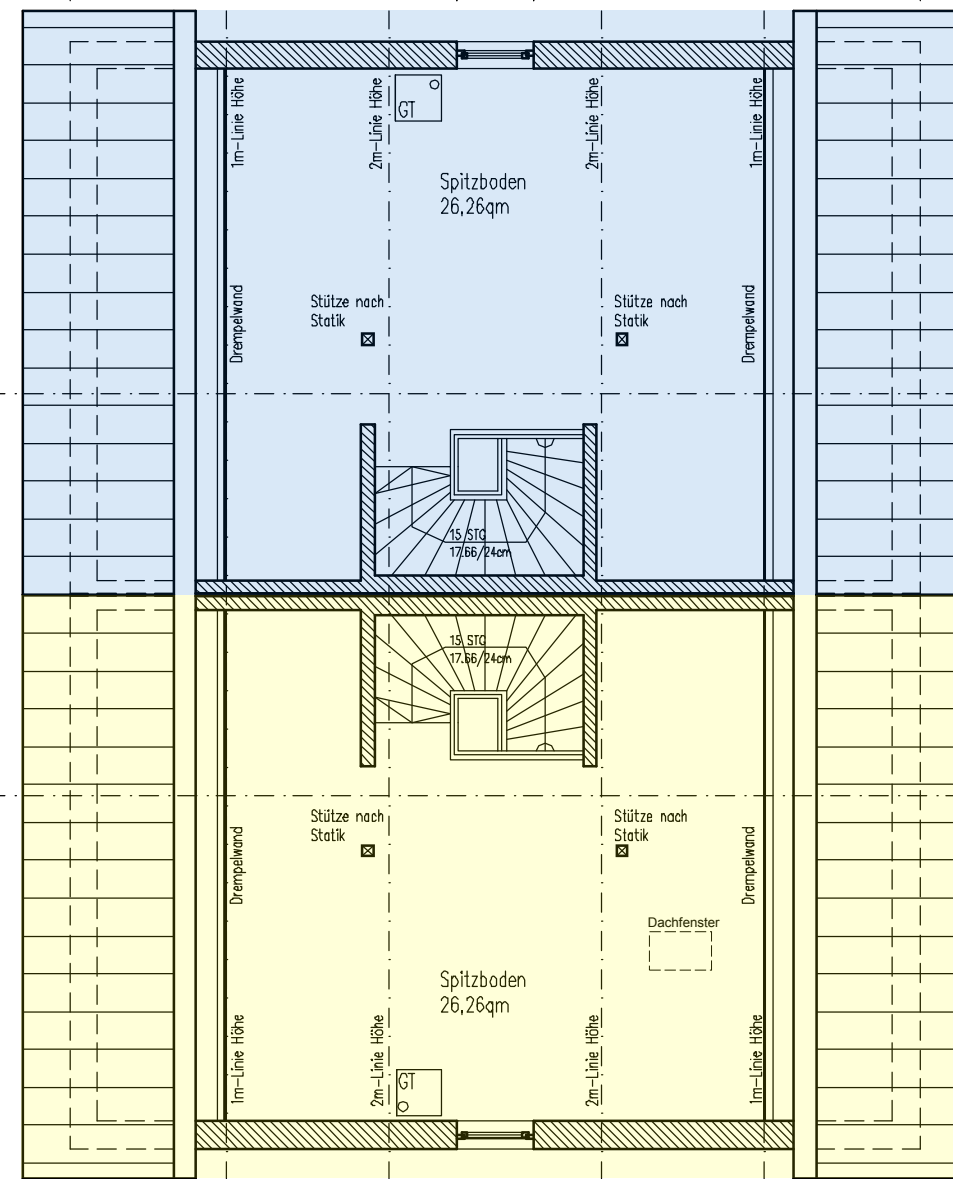 1m-Linie Höhe
2m-Linie Höhe
2m-Linie Höhe
1m-Linie Höhe
GT
Spitzboden
26,26qm
Drempelwand
Stütze nach
Statik
Stütze nach
Statik
Drempelwand
15 STG
17.66/24cm
15 STG
17.66/24cm
Drempelwand
Stütze nach
Statik
Stütze nach
Statik
Drempelwand
Dachfenster
Spitzboden
26,26qm
1m-Linie Höhe
2m-Linie Höhe
GT
2m-Linie Höhe
1m-Linie Höhe